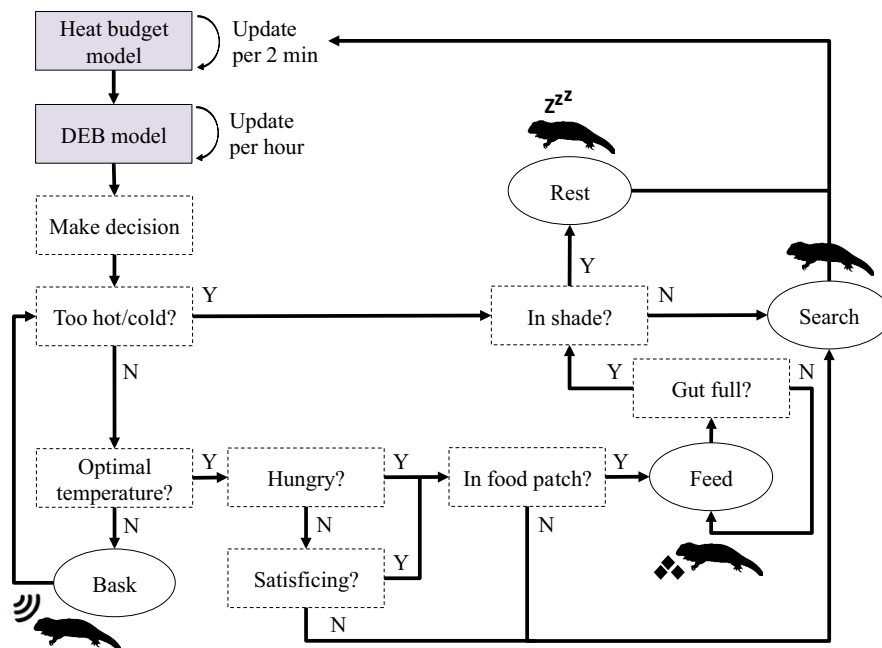 Heat budget
model
Update
per 2 min
DEB model
Update
per hour
Make decision
zzz
Rest
Y
Too hot/cold?
Y
In shade?
N
Search
N
Y
Gut full?
N
Optimal
temperature?
Y
Hungry?
Y
In food patch?
Y
Feed
N
N
N
Bask
Satisficing?
Y
N